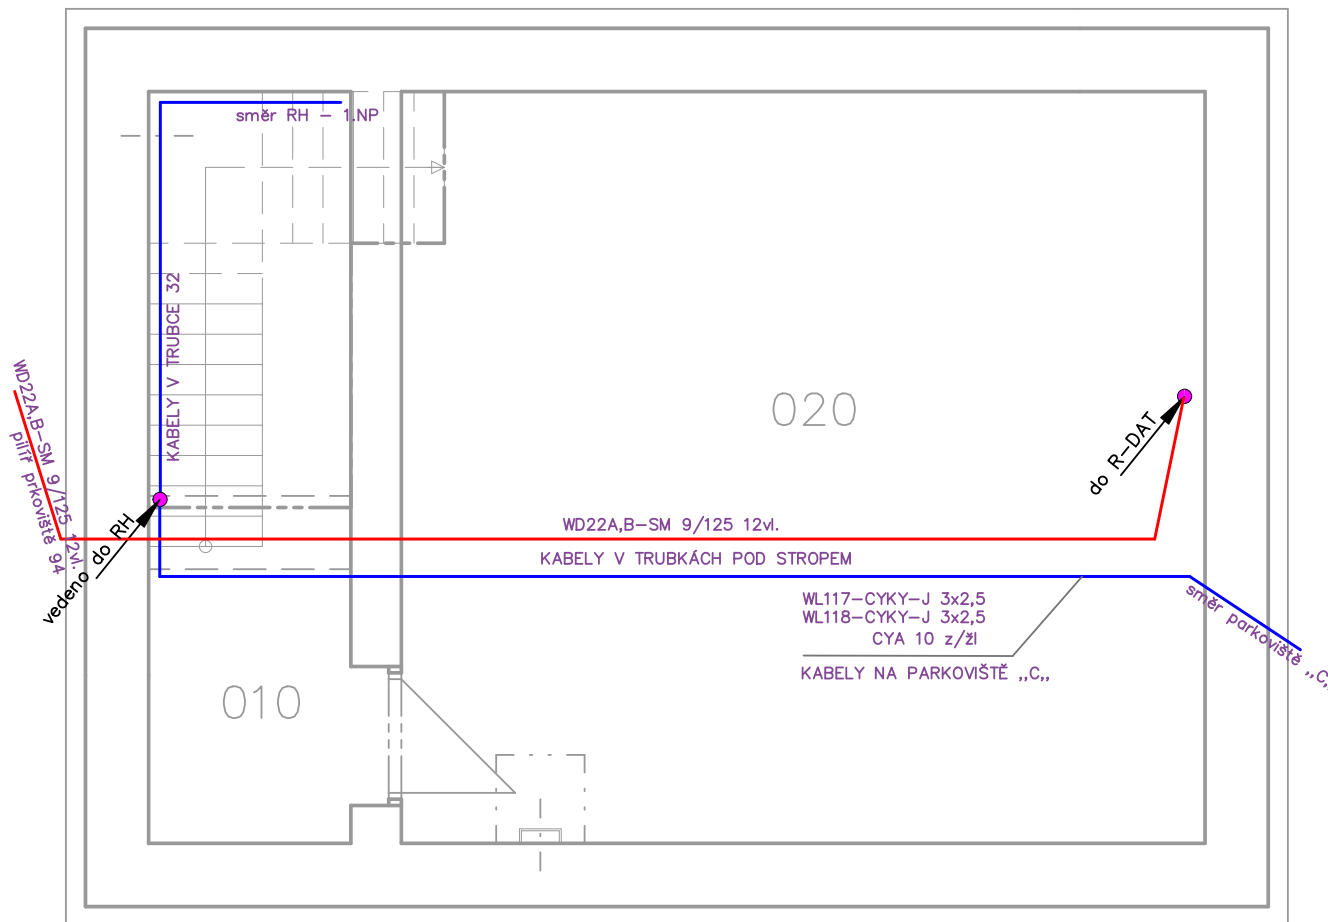 směr RH – 1.NP
KABELY V TRUBCE 32
WD22A,B–SM 9/125 12vl.
pilíř prkoviště 94
vedeno do RH
020
do R–DAT
WD22A,B–SM 9/125 12vl.
KABELY V TRUBKÁCH POD STROPEM
WL117–CYKY–J 3x2,5
WL118–CYKY–J 3x2,5
CYA 10 z/žl
KABELY NA PARKOVIŠTĚ ,,C,,
směr parkoviště ,,C,,
010